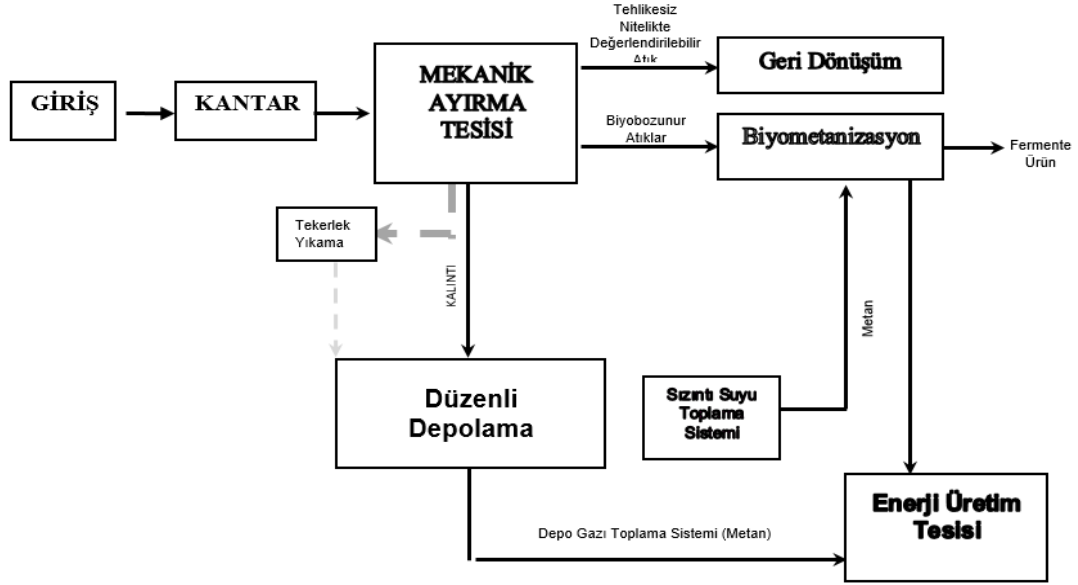 Tehlikesiz
Nitelikte
Değerlendirilebilir
Atık
GİRİŞ
KANTAR
MEKANİK
AYIRMA
TESİSİ
Geri Dönüşüm
Biyobozunur
Atıklar
Biyometanizasyon
Fermente
Ürün
Tekerlek
Yıkama
KALINTI
Metan
Düzenli
Depolama
Sızıntı Suyu
Toplama
Sistemi
Enerji Üretim
Tesisi
Depo Gazı Toplama Sistemi (Metan)